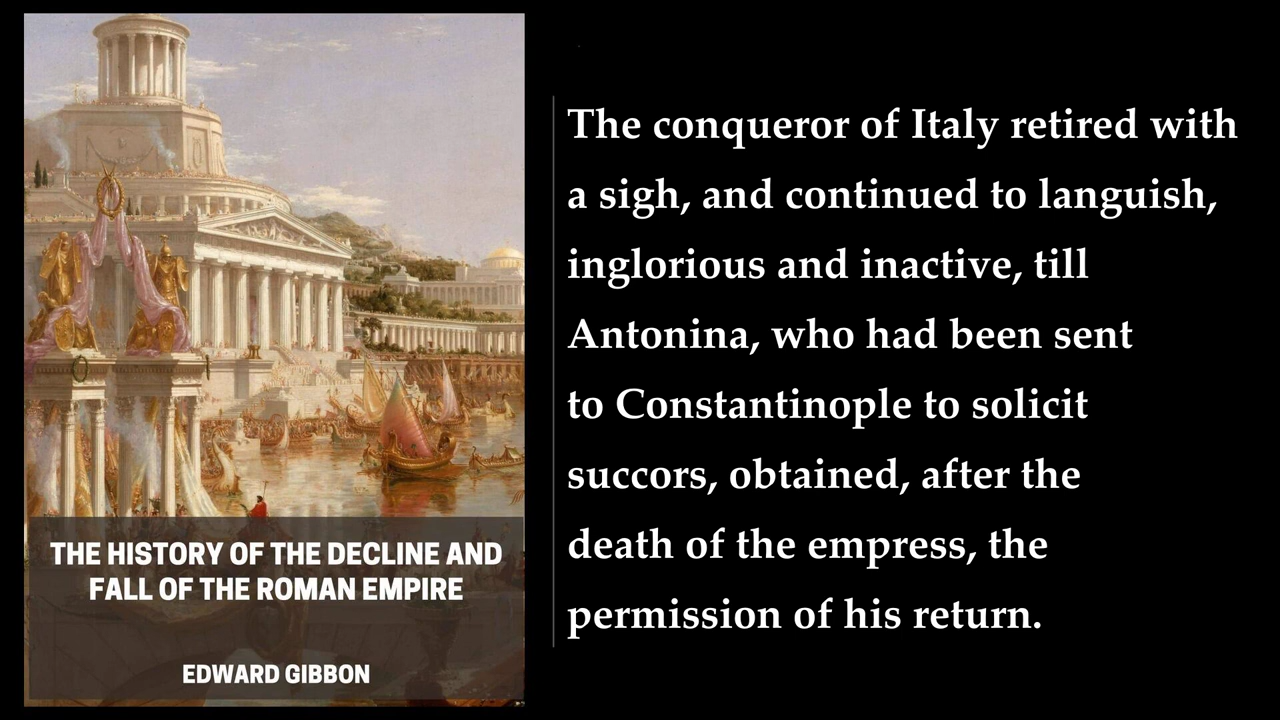 THE HISTORY OF THE DECLINE AND
FALL OF THE ROMAN EMPIRE
EDWARD GIBBON
The conqueror of Italy retired with
a sigh, and continued to languish,
inglorious and inactive, till
Antonina, who had been sent
to Constantinople to solicit
succors, obtained, after the
death of the empress, the
permission of his return.